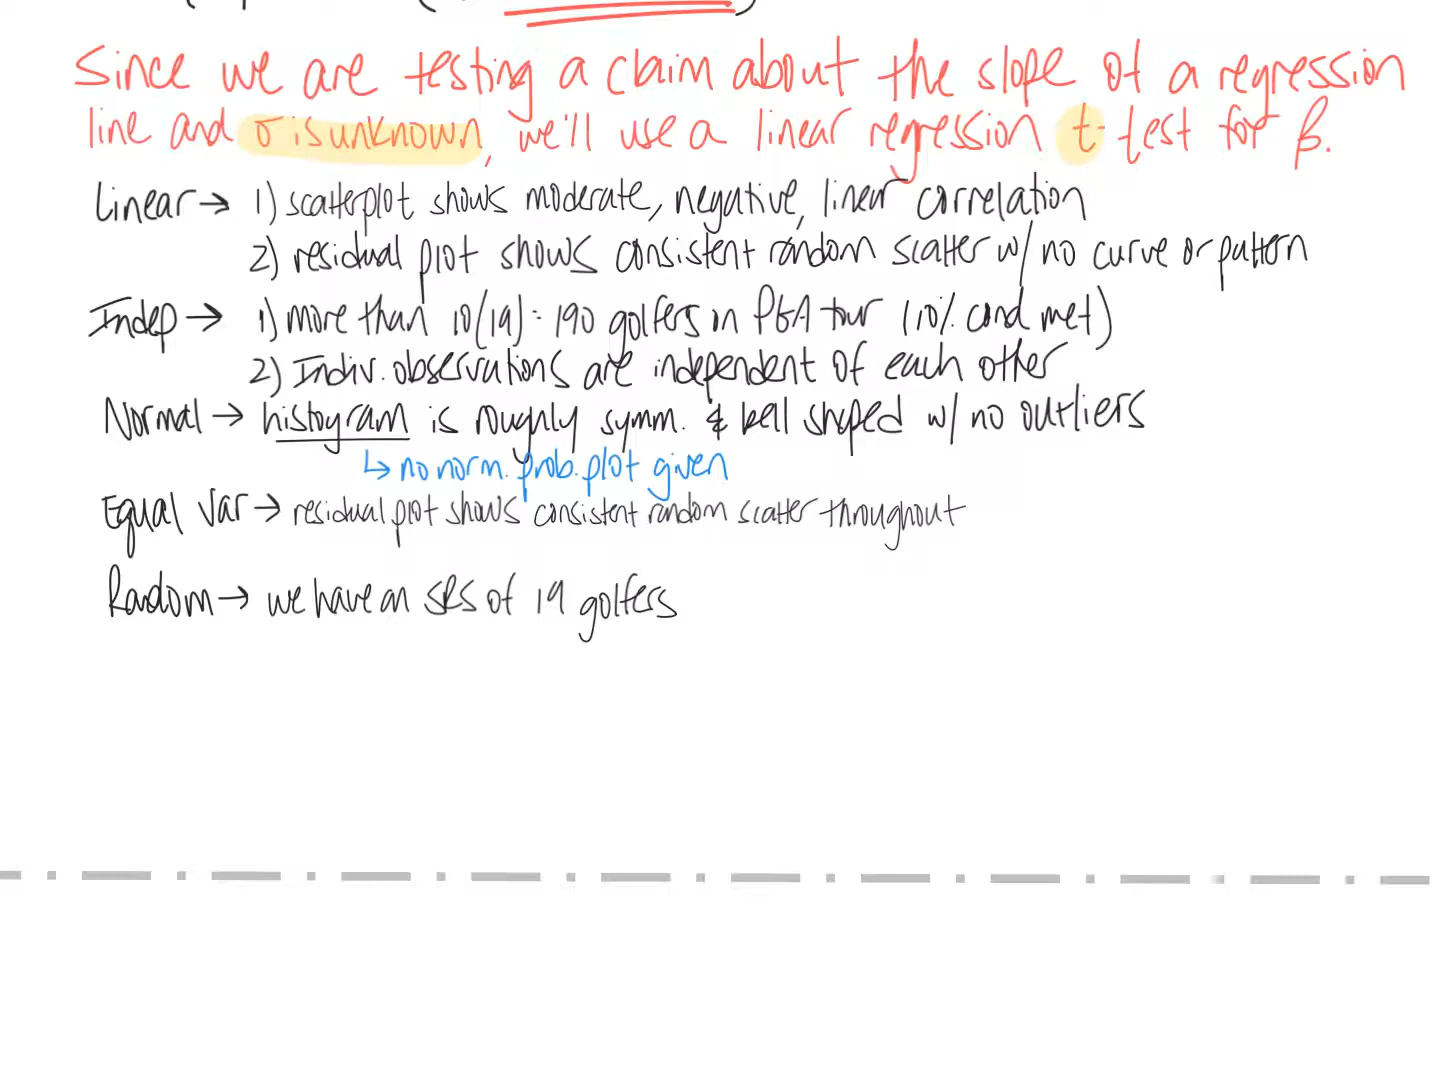 Since we are testing a claim about the slope of a regression
line and σ is unknown, we'll use a linear regression t-test for β.
Linear → 1) scatterplot shows moderate, negative, linear correlation
2) residual plot shows consistent random scatter w/ no curve or pattern
Indep → 1) more than 10(19) = 190 golfers in PGA tour (10% cond met)
2) Indiv. observations are independent of each other
Normal → histogram is roughly symm. & bell shaped w/ no outliers
↳ no norm. prob. plot given
Equal Var → residual plot shows consistent random scatter throughout
Random → we have an SRS of 19 golfers